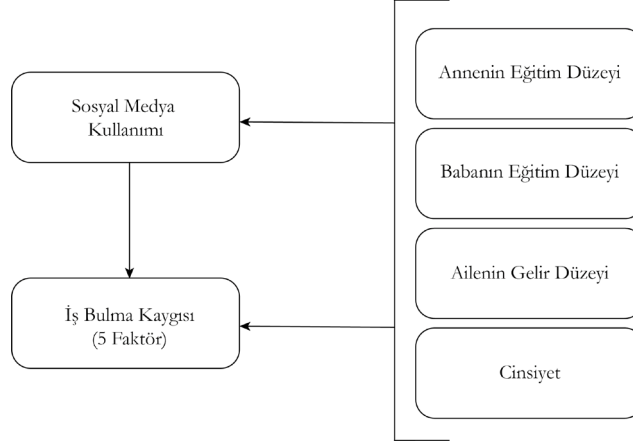 Sosyal Medya
Kullanımı
İş Bulma Kaygısı
(5 Faktör)
Annenin Eğitim Düzeyi
Babanın Eğitim Düzeyi
Ailenin Gelir Düzeyi
Cinsiyet